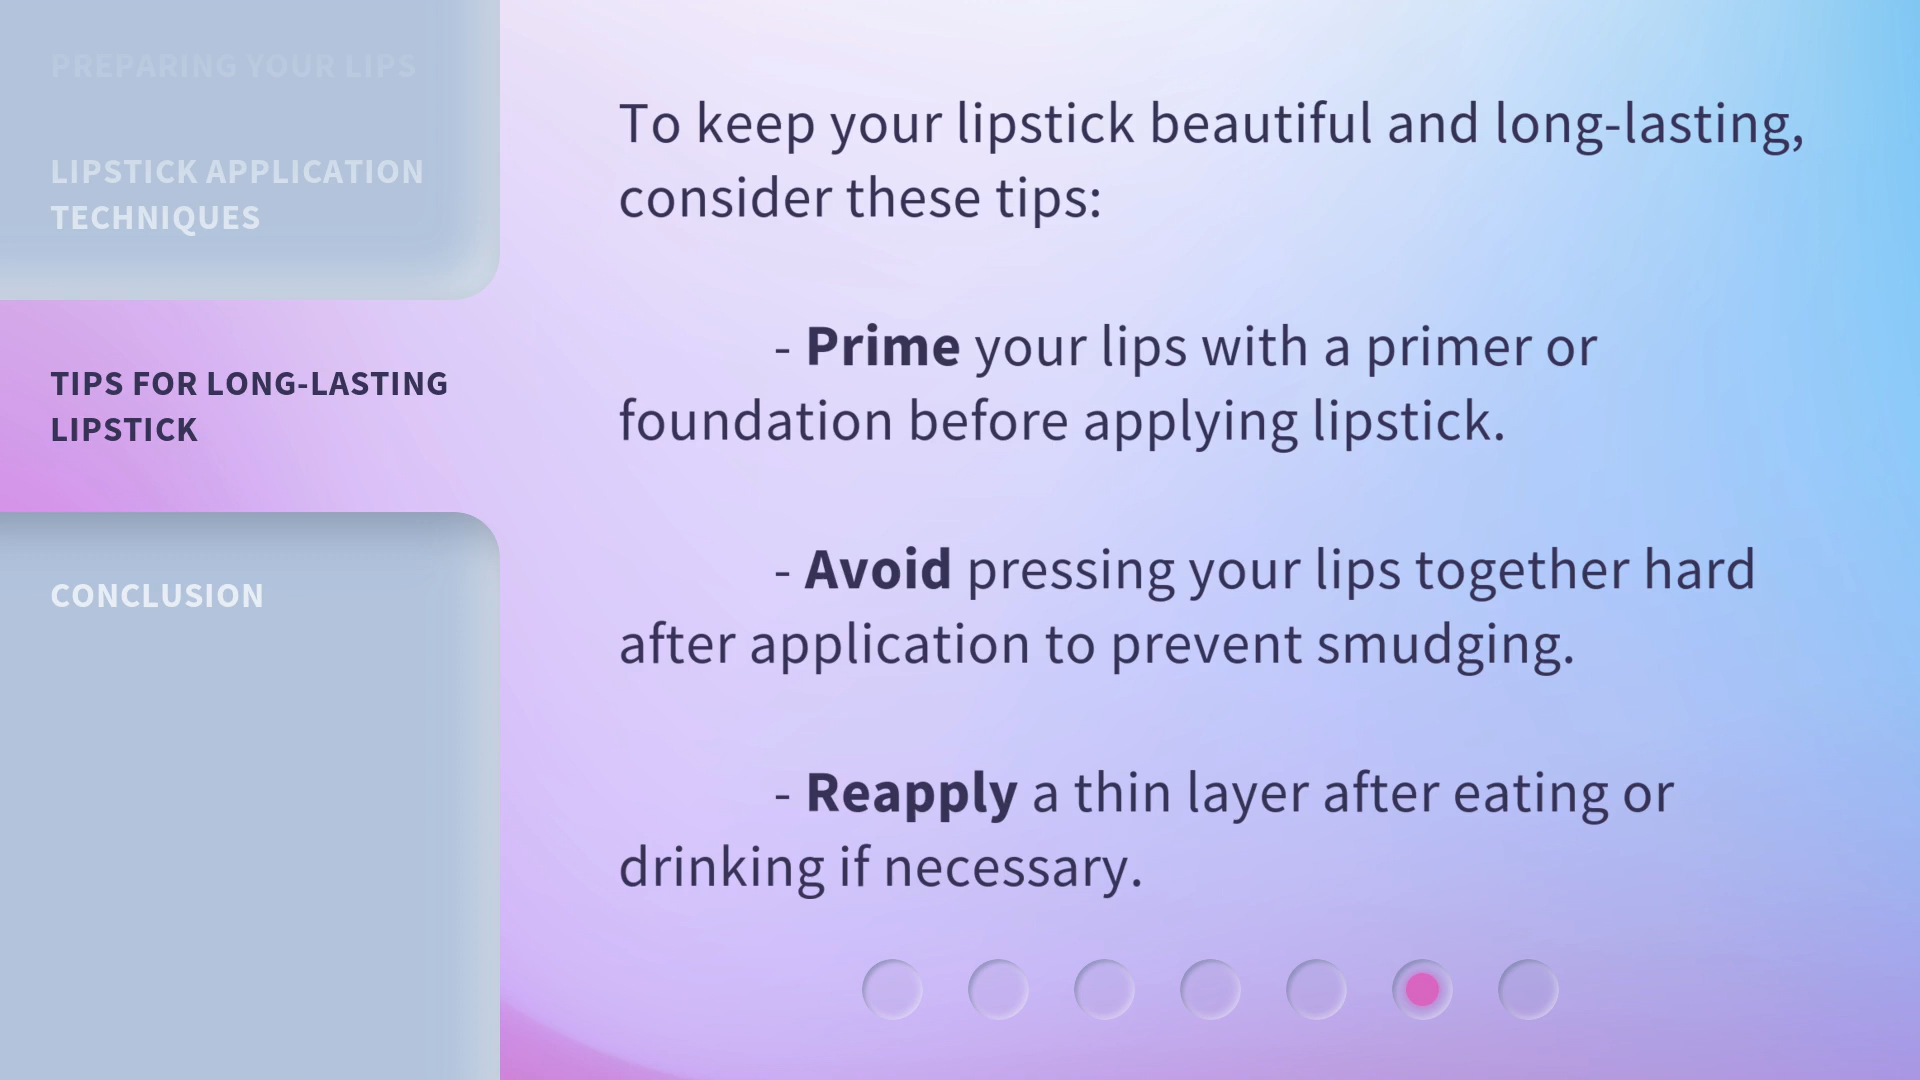 PREPARING YOUR LIPS
LIPSTICK APPLICATION
TECHNIQUES
TIPS FOR LONG-LASTING
LIPSTICK
CONCLUSION
To keep your lipstick beautiful and long-lasting,
consider these tips:
- Prime your lips with a primer or
foundation before applying lipstick.
- Avoid pressing your lips together hard
after application to prevent smudging.
- Reapply a thin layer after eating or
drinking if necessary.